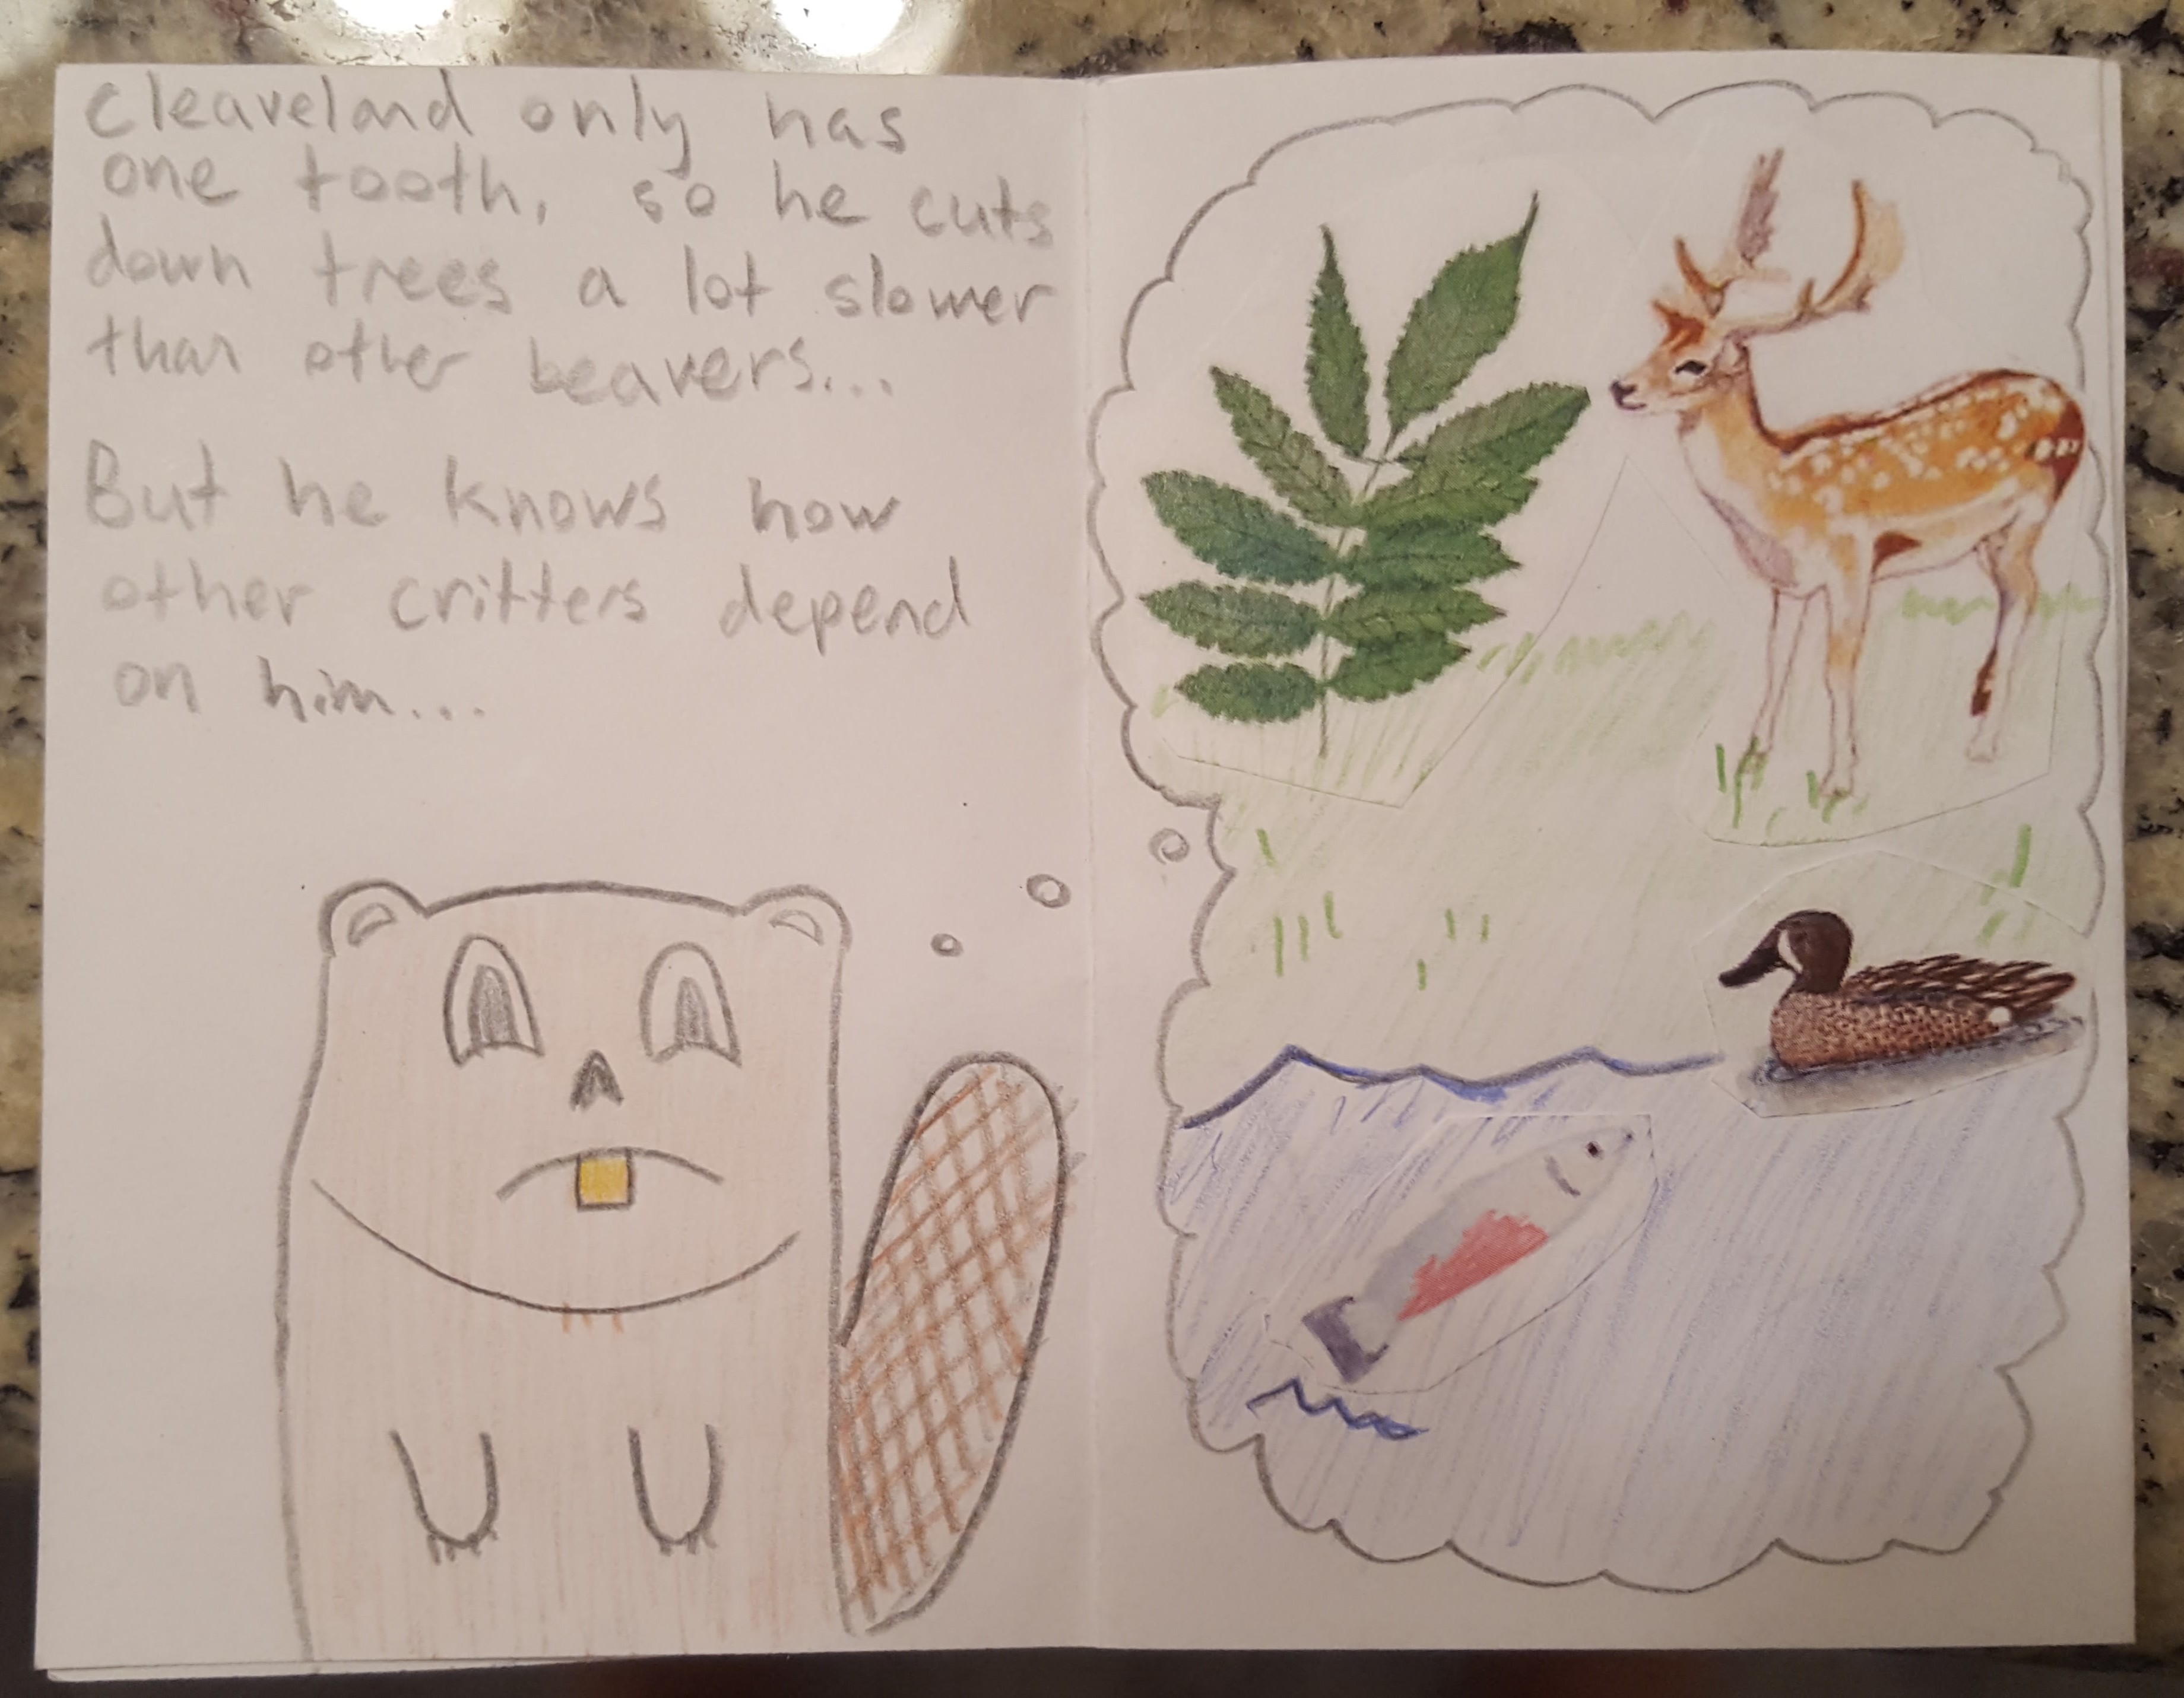 Cleaveland only has
one tooth, so he cuts
down trees a lot slower
than other beavers...
But he knows how
other critters depend
on him...